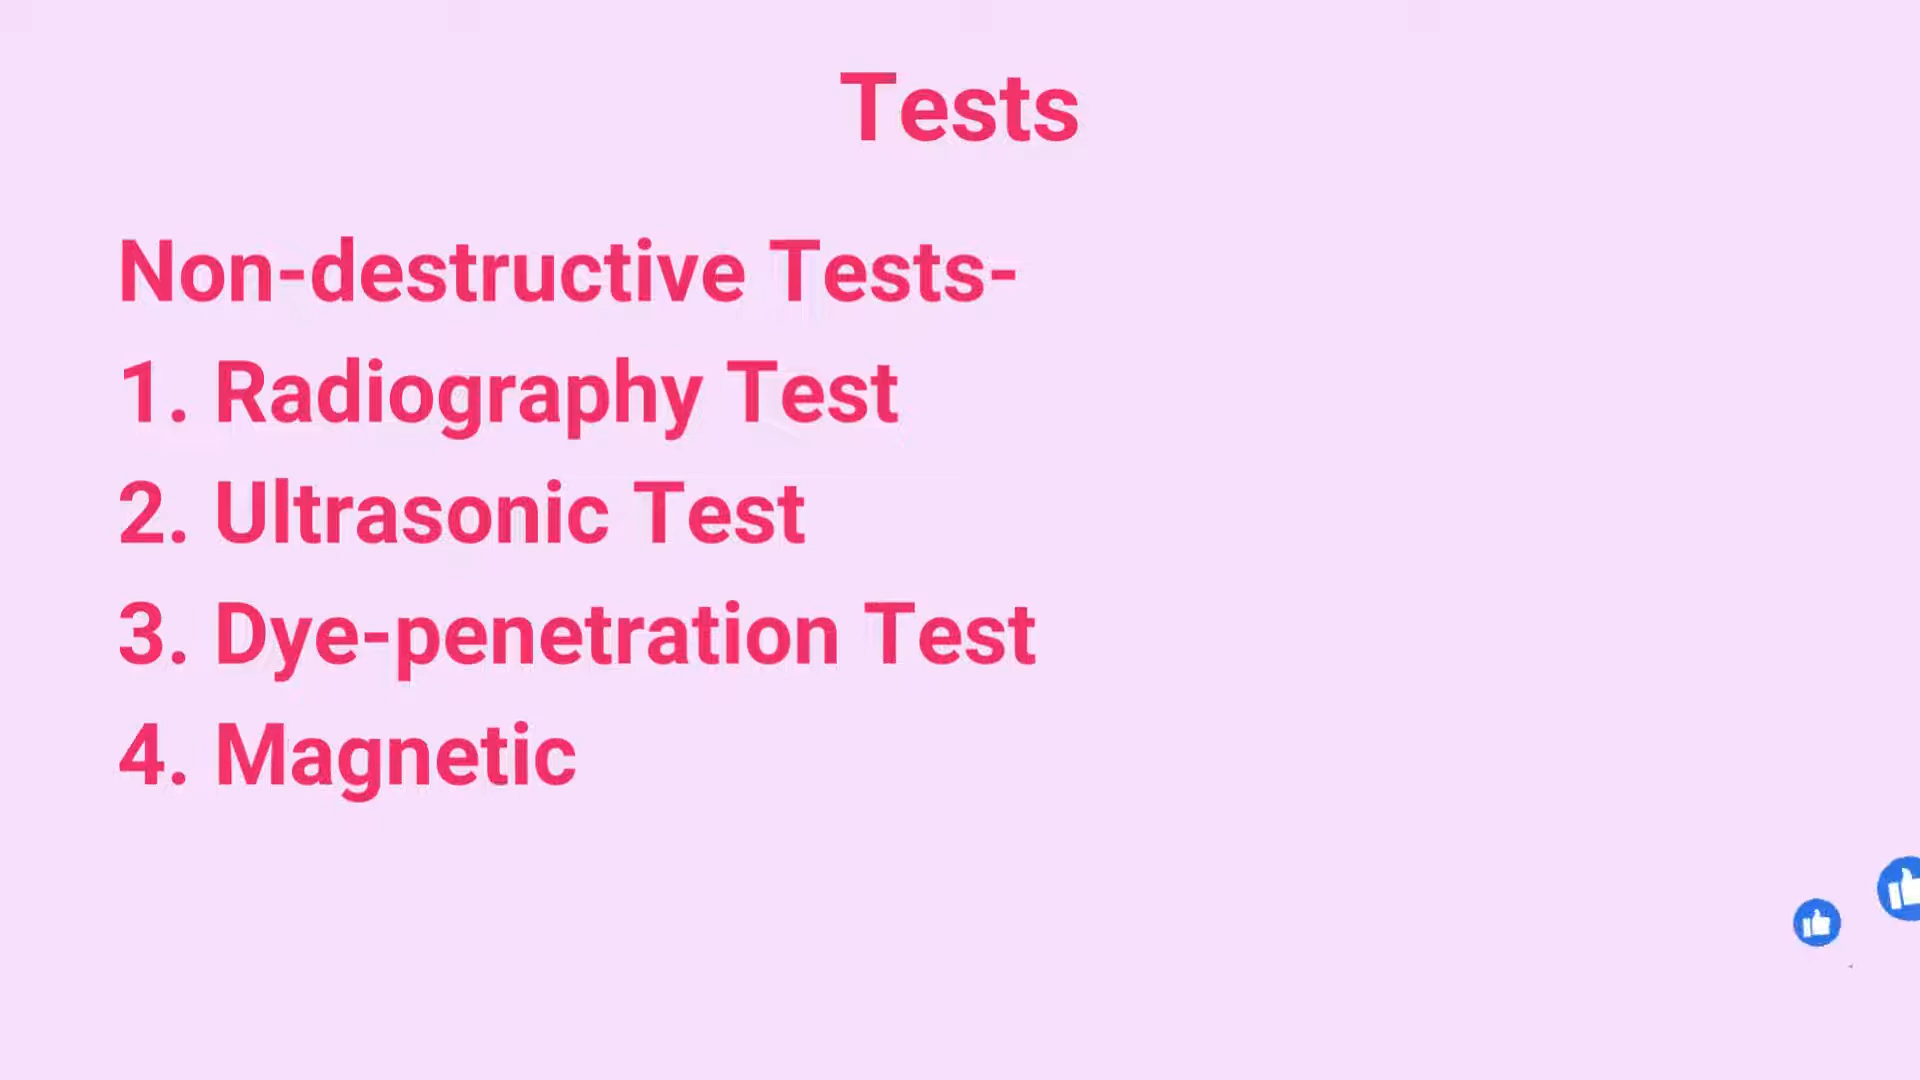 Tests
Non-destructive Tests-
1. Radiography Test
2. Ultrasonic Test
3. Dye-penetration Test
4. Magnetic